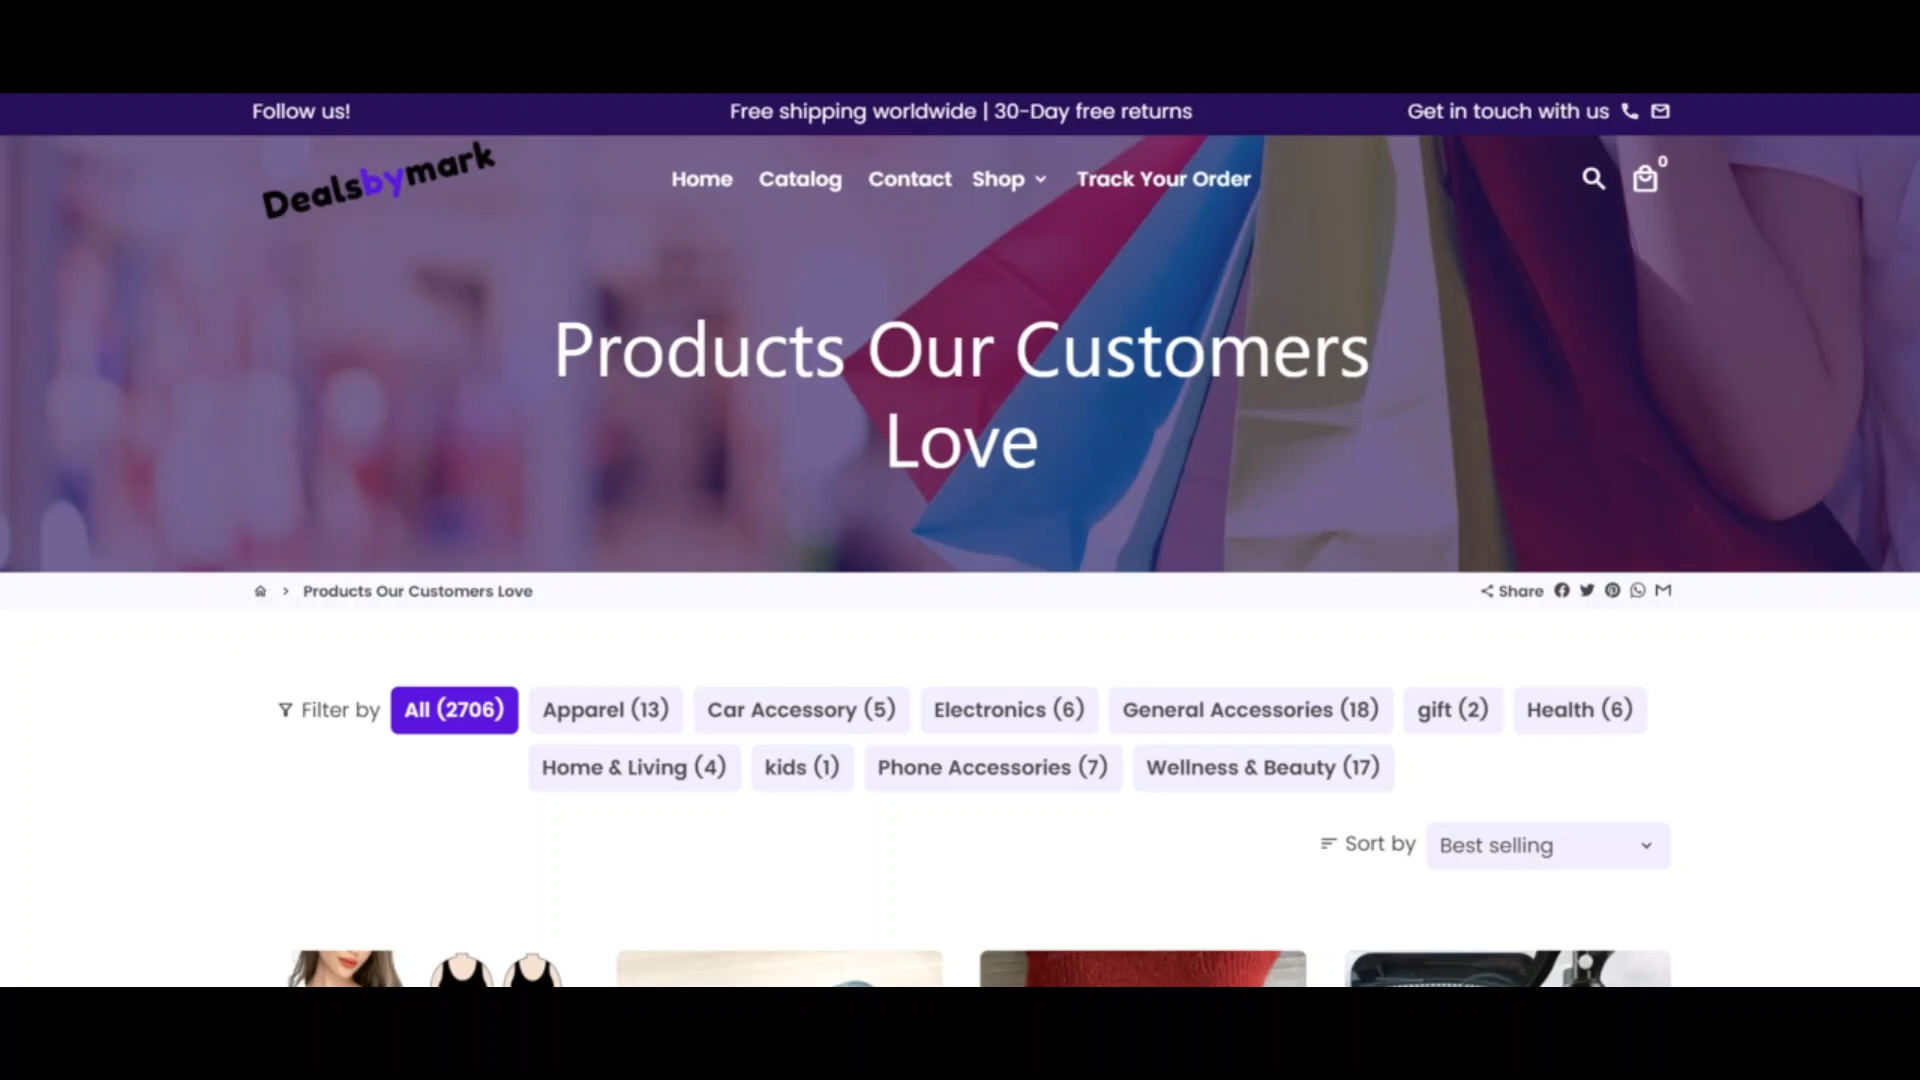 Follow us!
Free shipping worldwide | 30-Day free returns
Get in touch with us
Dealsbymark
Home
Catalog
Contact
Shop
Track Your Order
0
Products Our Customers
Love
Products Our Customers Love
Share
Filter by
All (2706)
Apparel (13)
Car Accessory (5)
Electronics (6)
General Accessories (18)
gift (2)
Health (6)
Home & Living (4)
kids (1)
Phone Accessories (7)
Wellness & Beauty (17)
Sort by
Best selling